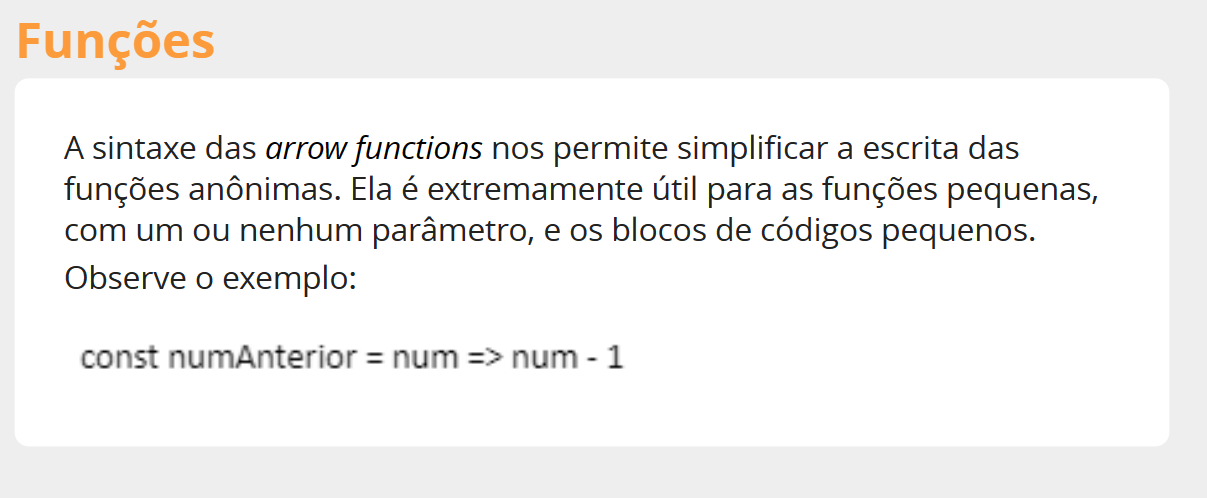 Funções
A sintaxe das arrow functions nos permite simplificar a escrita das
funções anônimas. Ela é extremamente útil para as funções pequenas,
com um ou nenhum parâmetro, e os blocos de códigos pequenos.
Observe o exemplo:
const numAnterior = num => num - 1